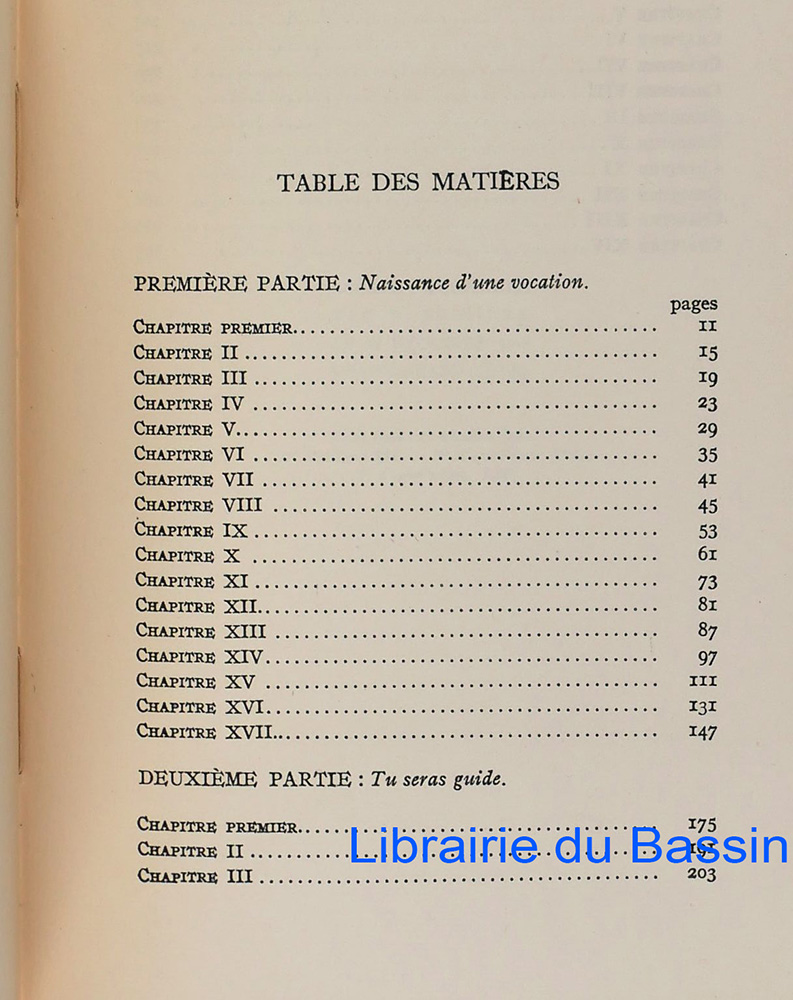 TABLE DES MATIÈRES
PREMIÈRE PARTIE : Naissance d'une vocation.
pages
CHAPITRE PREMIER........................................ 11
CHAPITRE II ............................................. 15
CHAPITRE III ............................................ 19
CHAPITRE IV ............................................ 23
CHAPITRE V.............................................. 29
CHAPITRE VI ............................................ 35
CHAPITRE VII ........................................... 41
CHAPITRE VIII .......................................... 45
CHAPITRE IX ............................................ 53
CHAPITRE X ............................................ 61
CHAPITRE XI ............................................ 73
CHAPITRE XII............................................ 81
CHAPITRE XIII .......................................... 87
CHAPITRE XIV........................................... 97
CHAPITRE XV ........................................... 111
CHAPITRE XVI........................................... 131
CHAPITRE XVII.......................................... 147
DEUXIÈME PARTIE : Tu seras guide.
CHAPITRE PREMIER........................................ 175
CHAPITRE II ............................................. 191
Librairie du Bassin
CHAPITRE III ............................................ 203